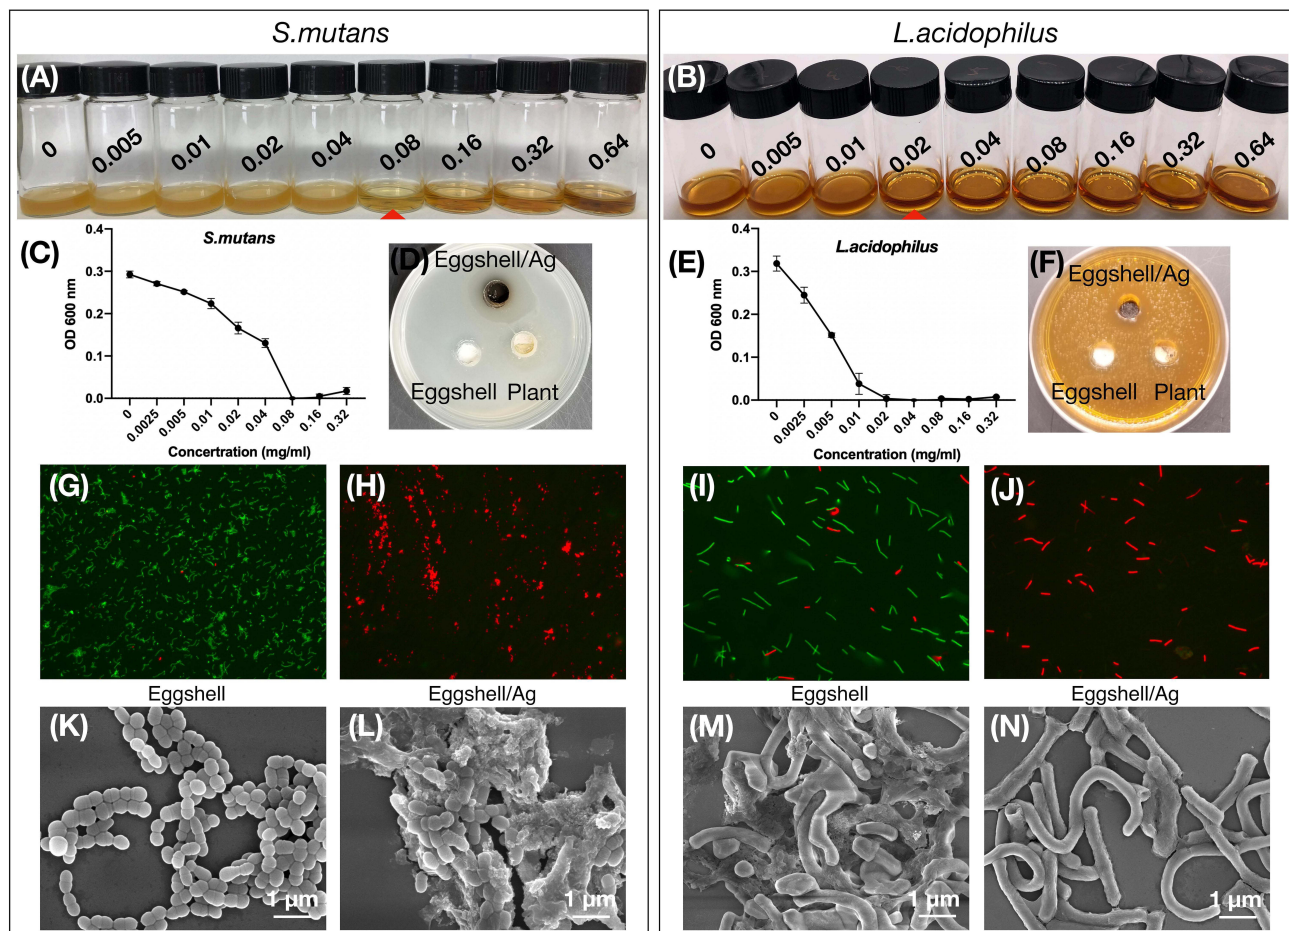 S.mutans
(A)
0
0.005
0.01
0.02
0.04
0.08
0.16
0.32
0.64
(C)
S.mutans
OD 600 nm
0.4
0.3
0.2
0.1
0.0
0
0.0025
0.005
0.01
0.02
0.04
0.08
0.16
0.32
Concertration (mg/ml)
(D)
Eggshell/Ag
Eggshell Plant
(G)
(H)
Eggshell
Eggshell/Ag
(K)
1 µm
(L)
1 µm
L.acidophilus
(B)
0
0.005
0.01
0.02
0.04
0.08
0.16
0.32
0.64
(E)
L.acidophilus
OD 600 nm
0.4
0.3
0.2
0.1
0.0
0
0.0025
0.005
0.01
0.02
0.04
0.08
0.16
0.32
Concentration (mg/ml)
(F)
Eggshell/Ag
Eggshell Plant
(I)
(J)
Eggshell
Eggshell/Ag
(M)
1 µm
(N)
1 µm